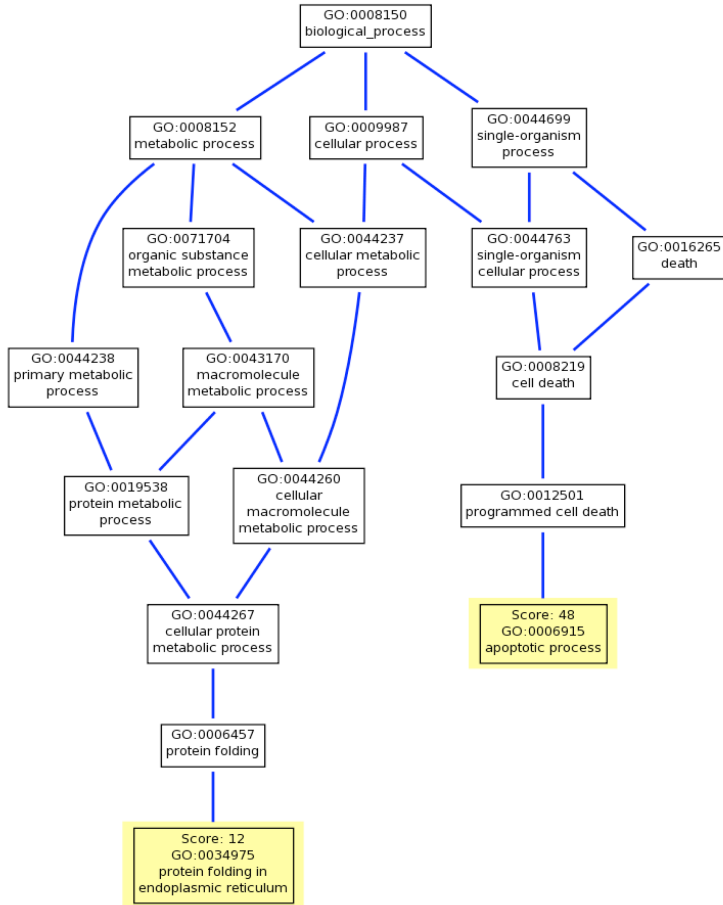 GO:0008150
biological_process
GO:0008152
metabolic process
GO:0009987
cellular process
GO:0044699
single-organism
process
GO:0071704
organic substance
metabolic process
GO:0044237
cellular metabolic
process
GO:0044763
single-organism
cellular process
GO:0016265
death
GO:0044238
primary metabolic
process
GO:0043170
macromolecule
metabolic process
GO:0008219
cell death
GO:0019538
protein metabolic
process
GO:0044260
cellular
macromolecule
metabolic process
GO:0012501
programmed cell death
GO:0044267
cellular protein
metabolic process
Score: 48
GO:0006915
apoptotic process
GO:0006457
protein folding
Score: 12
GO:0034975
protein folding in
endoplasmic reticulum